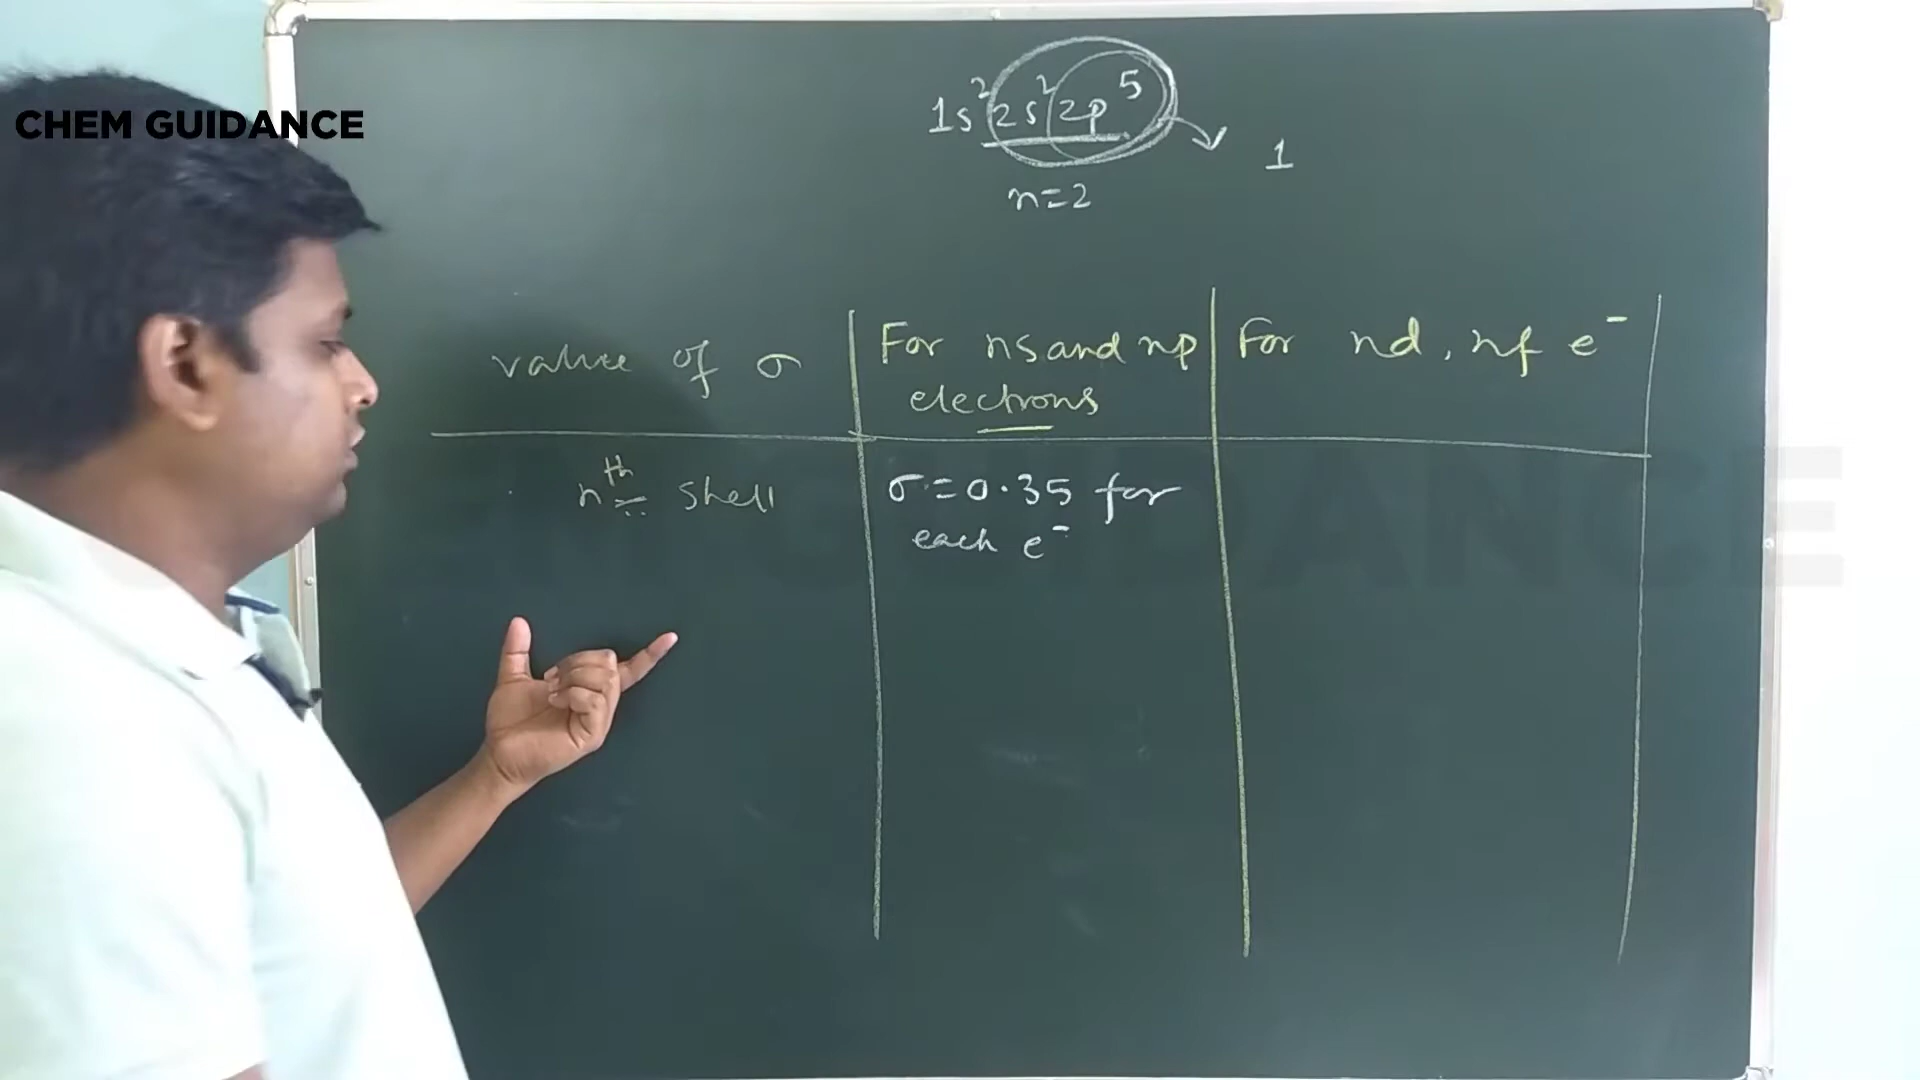 CHEM GUIDANCE
1s² 2s² 2p⁵
1
n=2
value of σ
For ns and np electrons
For nd, nf e⁻
nth shell
σ = 0.35 for
each e⁻
GUIDANCE